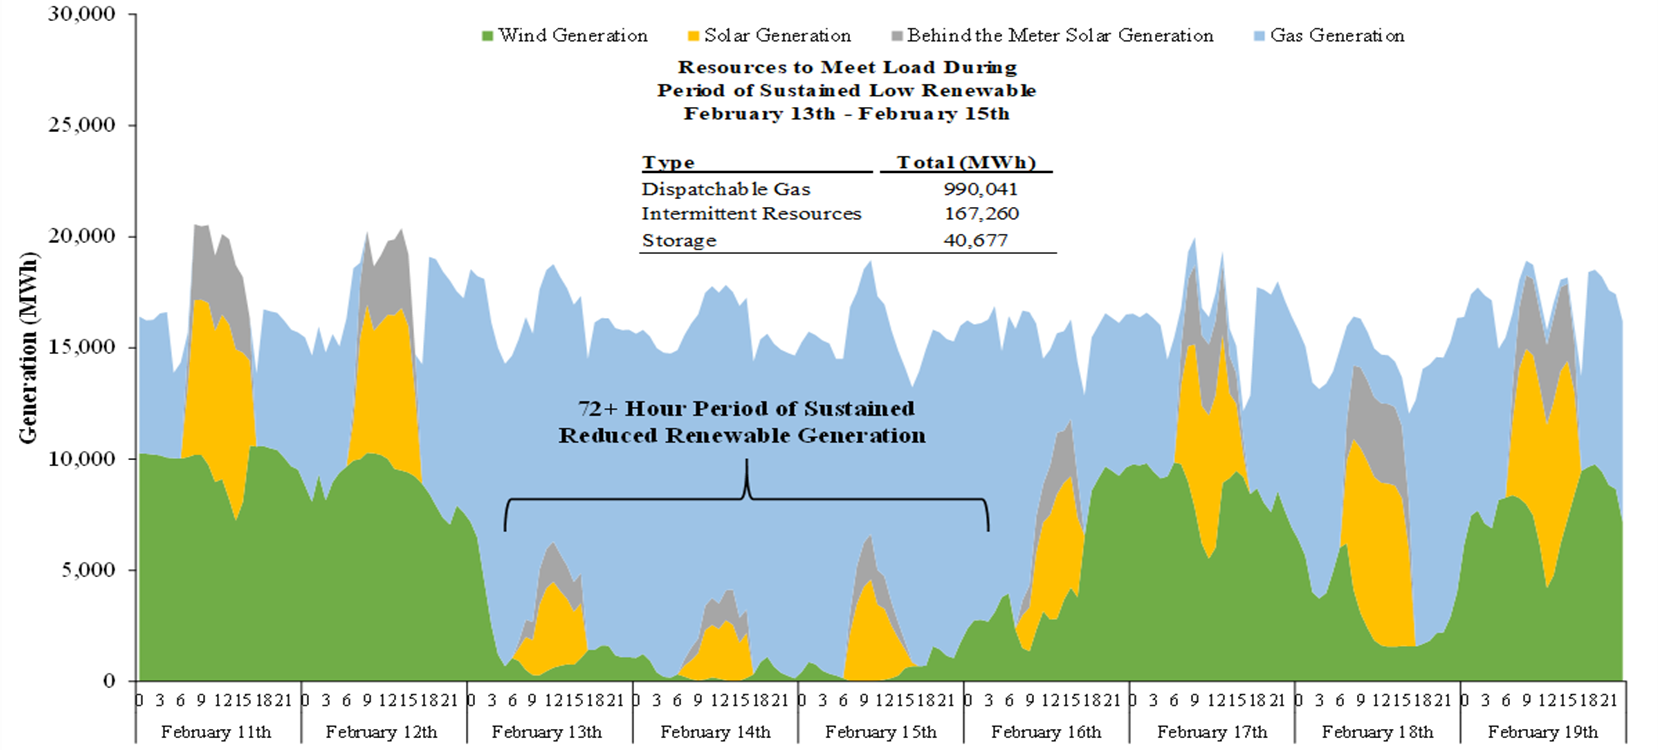 30,000
Wind Generation Solar Generation Behind the Meter Solar Generation Gas Generation
Resources to Meet Load During
Period of Sustained Low Renewable
February 13th - February 15th
25,000
Type Total (MWh)
Dispatchable Gas 990,041
Intermittent Resources 167,260
Storage 40,677
20,000
Generation (MWh)
15,000
72+ Hour Period of Sustained
Reduced Renewable Generation
10,000
5,000
0
0 3 6 9 12 15 18 21 0 3 6 9 12 15 18 21 0 3 6 9 12 15 18 21 0 3 6 9 12 15 18 21 0 3 6 9 12 15 18 21 0 3 6 9 12 15 18 21 0 3 6 9 12 15 18 21 0 3 6 9 12 15 18 21 0 3 6 9 12 15 18 21
February 11th February 12th February 13th February 14th February 15th February 16th February 17th February 18th February 19th